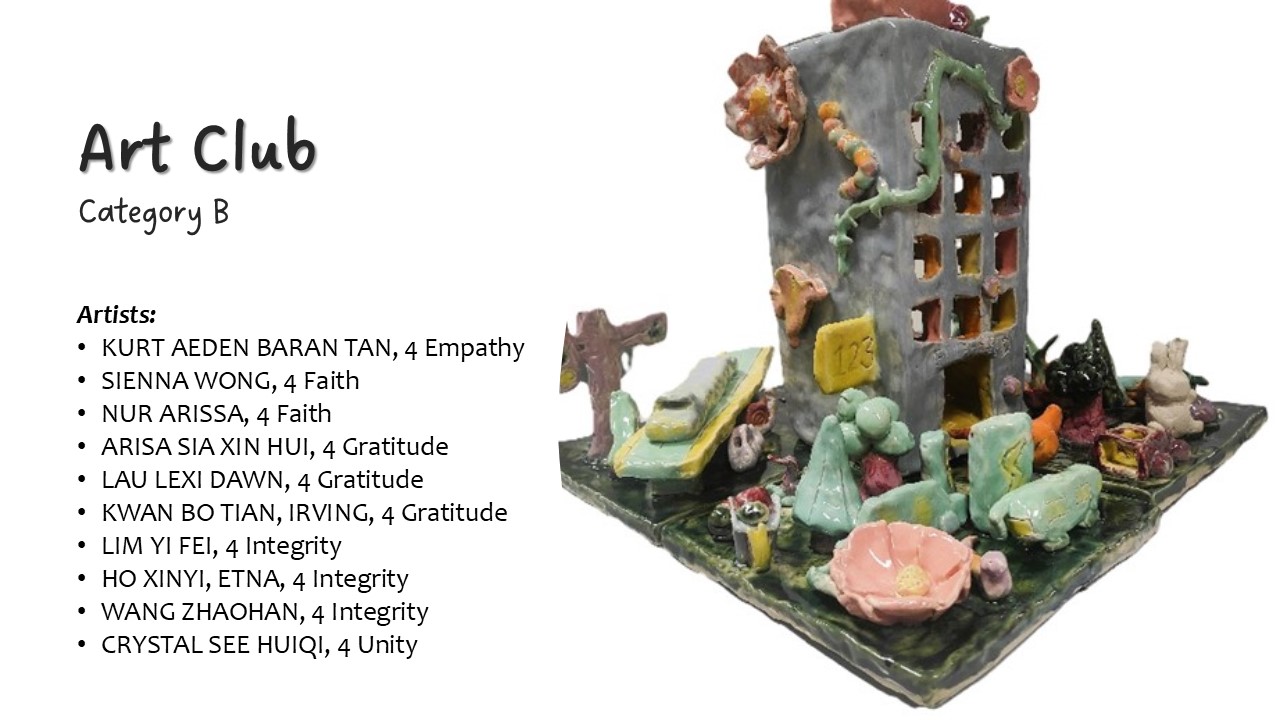 Art Club
Category B
Artists:
• KURT AEDEN BARAN TAN, 4 Empathy
• SIENNA WONG, 4 Faith
• NUR ARISSA, 4 Faith
• ARISA SIA XIN HUI, 4 Gratitude
• LAU LEXI DAWN, 4 Gratitude
• KWAN BO TIAN, IRVING, 4 Gratitude
• LIM YI FEI, 4 Integrity
• HO XINYI, ETNA, 4 Integrity
• WANG ZHAOHAN, 4 Integrity
• CRYSTAL SEE HUIQI, 4 Unity
123